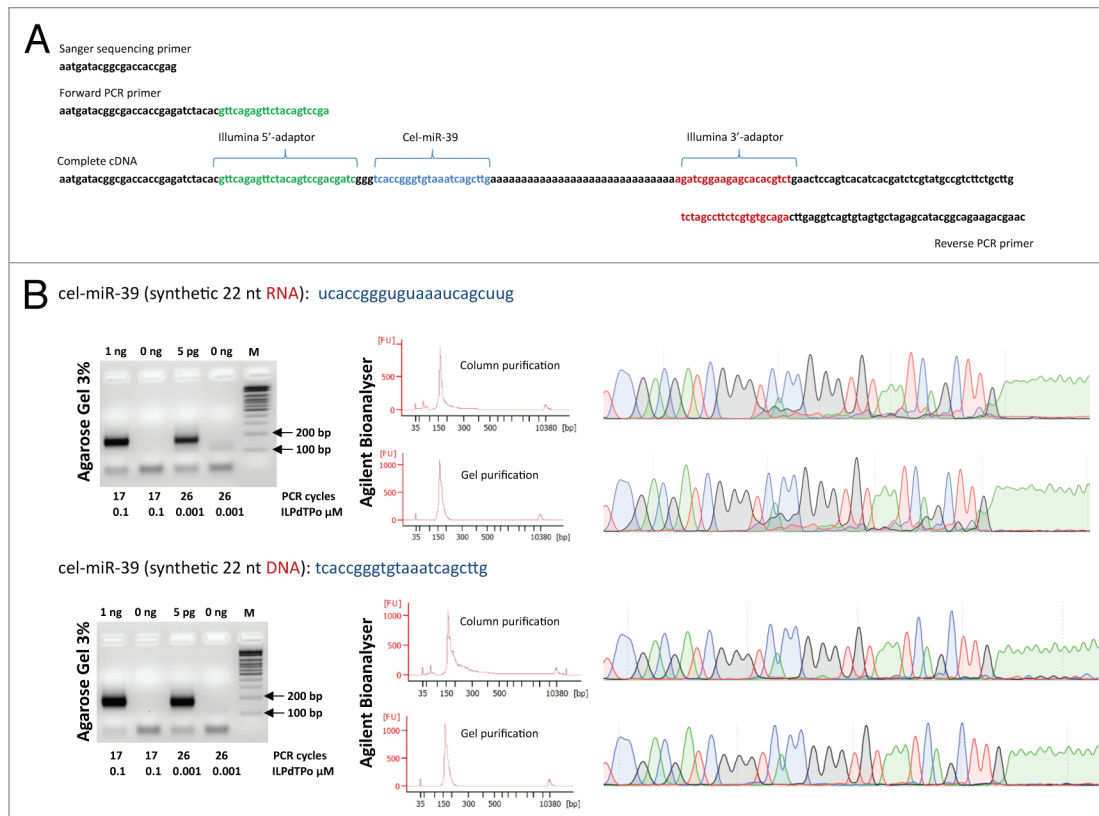 A
Sanger sequencing primer
aatgatacggcgaccaccgag
Forward PCR primer
aatgatacggcgaccaccgagatctacacgttcagagttctacagtccga
Illumina 5'-adaptor
Cel-miR-39
Illumina 3'-adaptor
Complete cDNA
aatgatacggcgaccaccgagatctacacgttcagagttctacagtccgacgatcgggtcaccgggtgtaaatcagcttgaaaaaaaaaaaaaaaaaaaaaaaaaaaaaaagatcggaagagcacacgtctgaactccagtcacatcacgatctcgtatgccgtcttctgcttg
tctagccttctcgtgtgcagacttgaggtcagtgtagtgctagagcatacggcagaagacgaac
Reverse PCR primer
B
cel-miR-39 (synthetic 22 nt RNA): ucaccggguguaaaucagcuug
1 ng 0 ng 5 pg 0 ng M
Agarose Gel 3%
200 bp
100 bp
17 17 26 26 PCR cycles
0.1 0.1 0.001 0.001 ILPdTPo µM
Agilent Bioanalyser
[FU]
Column purification
500
0
35 150 300 500 10380 [bp]
[FU]
Gel purification
1000
500
0
35 150 300 500 10380 [bp]
cel-miR-39 (synthetic 22 nt DNA): tcaccgggtgtaaatcagcttg
1 ng 0 ng 5 pg 0 ng M
Agarose Gel 3%
200 bp
100 bp
17 17 26 26 PCR cycles
0.1 0.1 0.001 0.001 ILPdTPo µM
Agilent Bioanalyser
[FU]
Column purification
1000
500
0
35 150 300 500 10380 [bp]
[FU]
Gel purification
1000
500
0
35 150 300 500 10380 [bp]